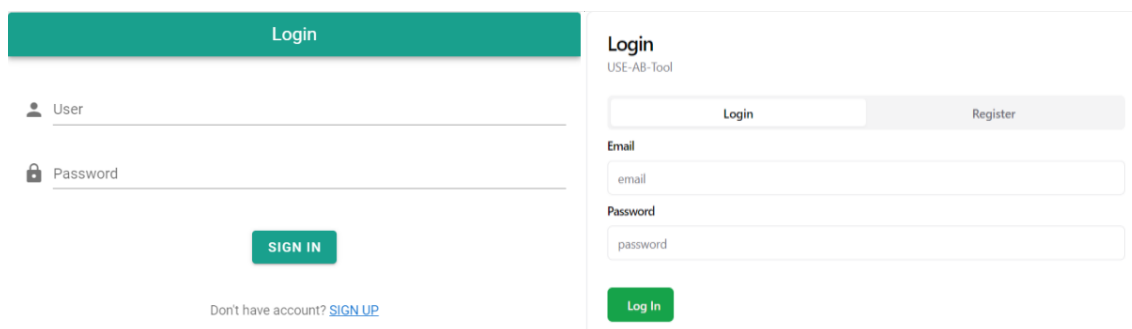 Login
User
Password
SIGN IN
Don't have account? SIGN UP
Login
USE-AB-Tool
Login Register
Email
email
Password
password
Log In